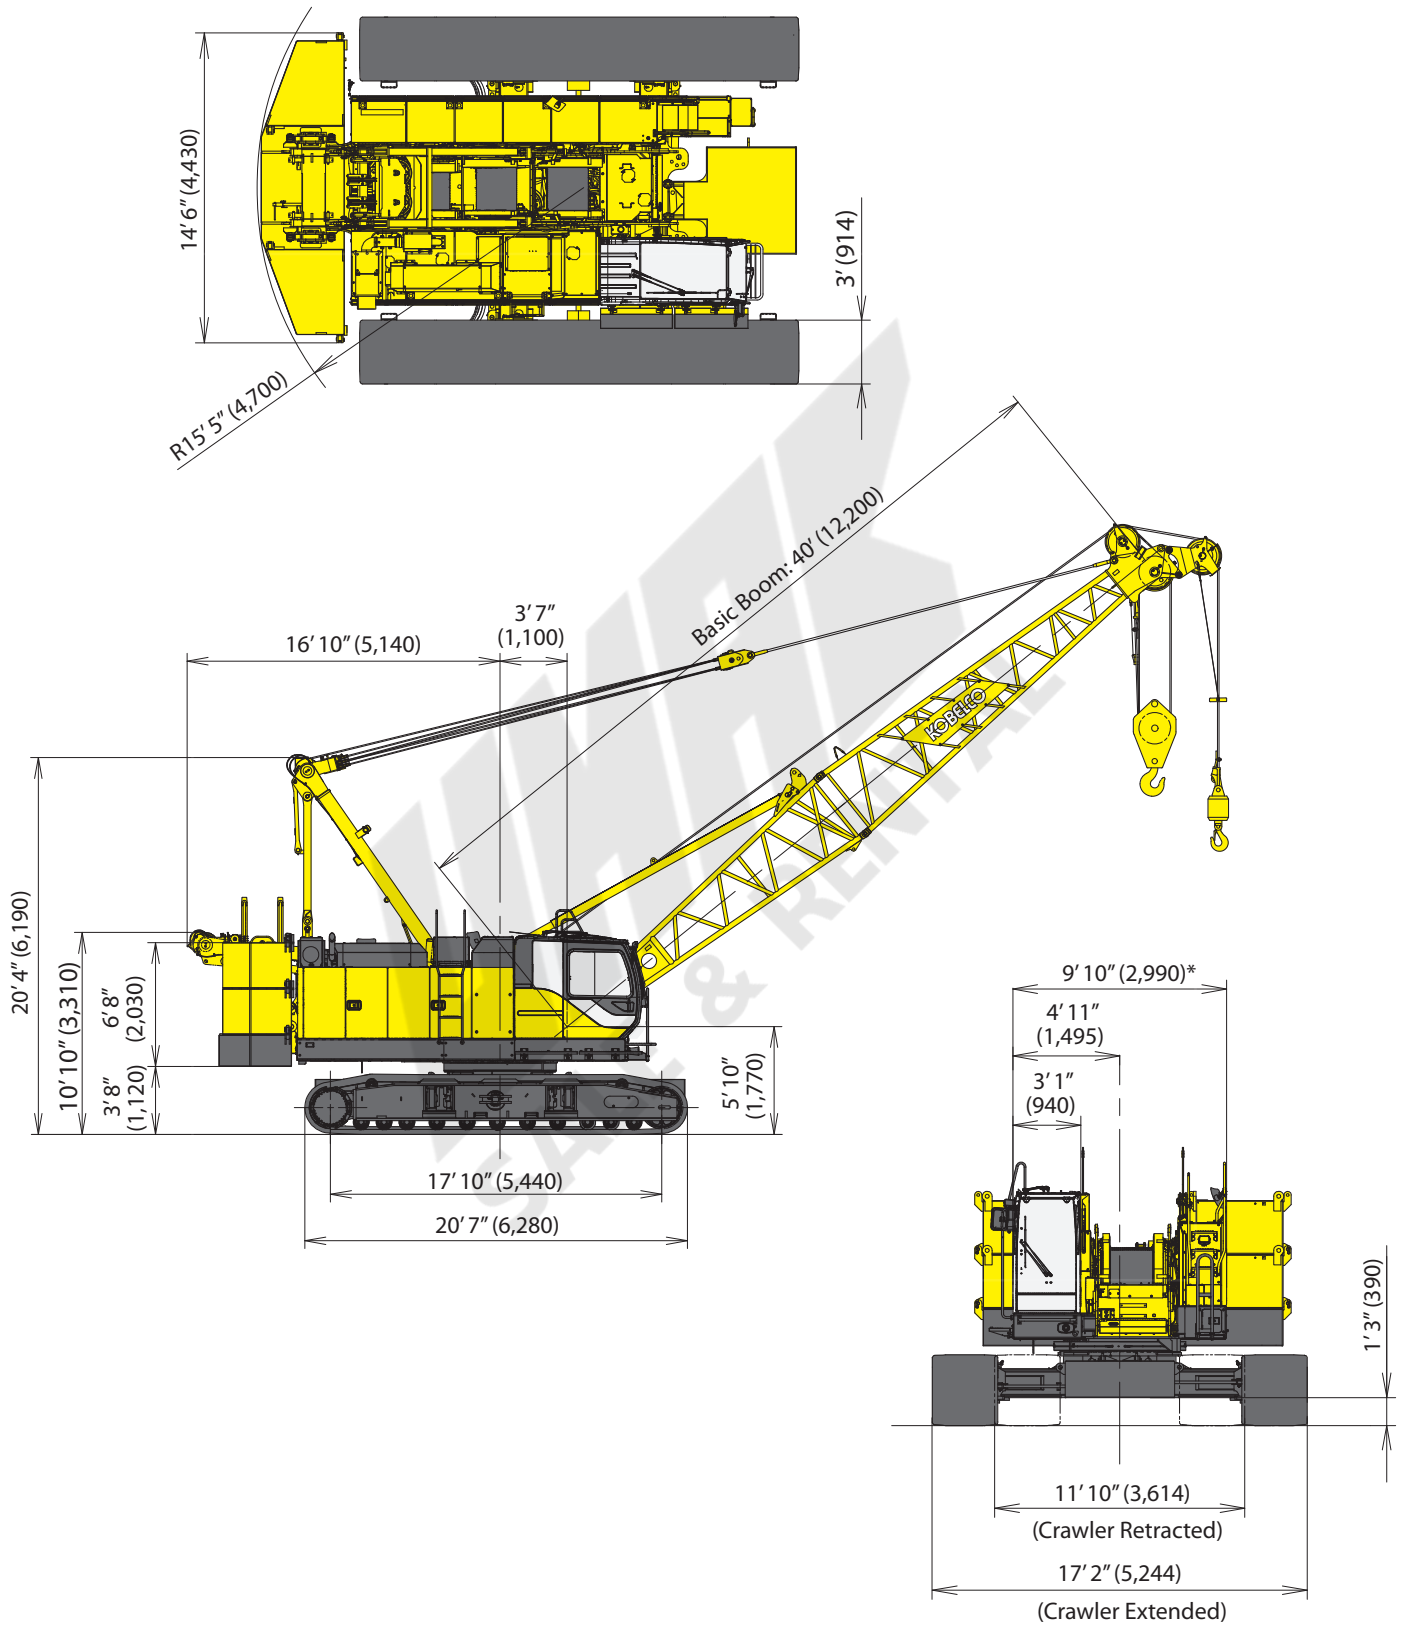 14′ 6″ (4,430)
3′ (914)
R15′ 5″ (4,700)
Basic Boom: 40′ (12,200)
3′ 7″
(1,100)
16′ 10″ (5,140)
KOBELCO
20′ 4″ (6,190)
10′ 10″ (3,310)
6′ 8″
(2,030)
3′ 8″
(1,120)
5′ 10″
(1,770)
17′ 10″ (5,440)
20′ 7″ (6,280)
SALE & RENTAL
9′ 10″ (2,990)*
4′ 11″
(1,495)
3′ 1″
(940)
1′ 3″ (390)
11′ 10″ (3,614)
(Crawler Retracted)
17′ 2″ (5,244)
(Crawler Extended)